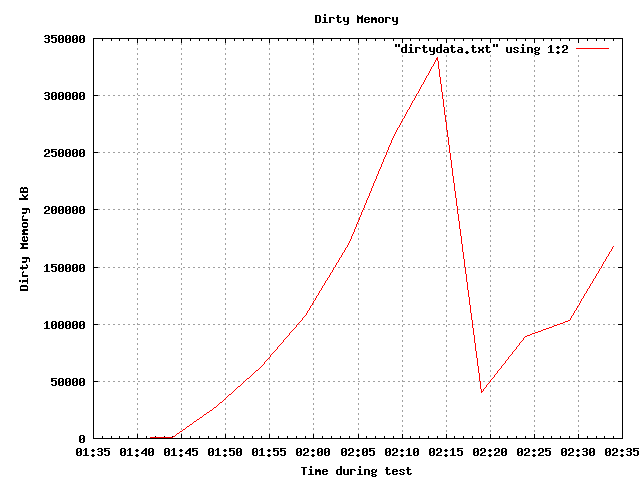 Dirty Memory
"dirtydata.txt" using 1:2
350000
300000
250000
200000
150000
100000
50000
0
Dirty Memory kB
01:35 01:40 01:45 01:50 01:55 02:00 02:05 02:10 02:15 02:20 02:25 02:30 02:35
Time during test